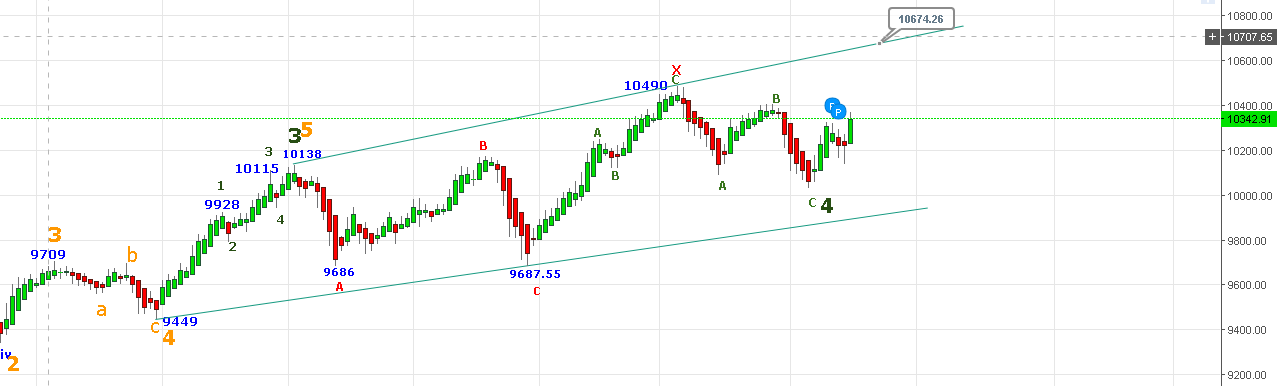 10674.26
10800.00
10707.65
10600.00
X
C
10490
10400.00
B
F
P
10342.91
3
5
A
3
10138
B
10200.00
10115
1
B
A
10000.00
9928
C
4
4
2
3
9709
b
9800.00
9686
9687.55
A
C
9600.00
a
C
9449
4
9400.00
iv
2
9200.00